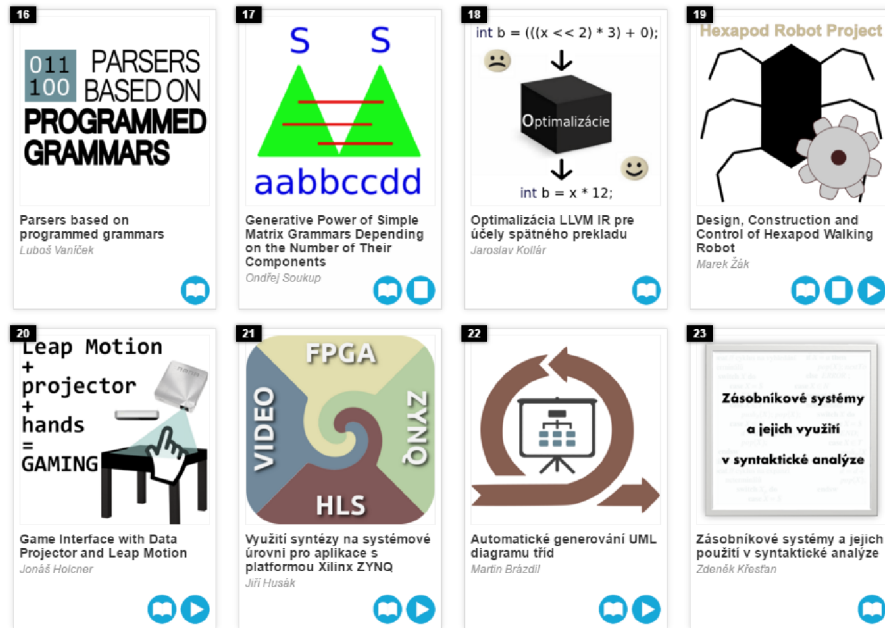 16
011
100
PARSERS
BASED ON
PROGRAMMED
GRAMMARS
Parsers based on
programmed grammars
Luboš Vaníček
17
S S
aabbccdd
Generative Power of Simple
Matrix Grammars Depending
on the Number of Their
Components
Ondřej Soukup
18
int b = (((x << 2) * 3) + 0);
Optimalizácie
int b = x * 12;
Optimalizácia LLVM IR pre
účely spätného prekladu
Jaroslav Kollár
19
Hexapod Robot Project
Design, Construction and
Control of Hexapod Walking
Robot
Marek Žák
20
Leap Motion
+
projector
+
hands
=
GAMING
Game Interface with Data
Projector and Leap Motion
Jonáš Holcner
21
FPGA
VIDEO
ZYNQ
HLS
Využití syntézy na systémové
úrovni pro aplikace s
platformou Xilinx ZYNQ
Jiří Husák
22
Automatické generování UML
diagramu tříd
Martin Brázdil
23
Zásobníkové systémy
a jejich využití
v syntaktické analýze
Zásobníkové systémy a jejich
použití v syntaktické analýze
Zdeněk Křesťan